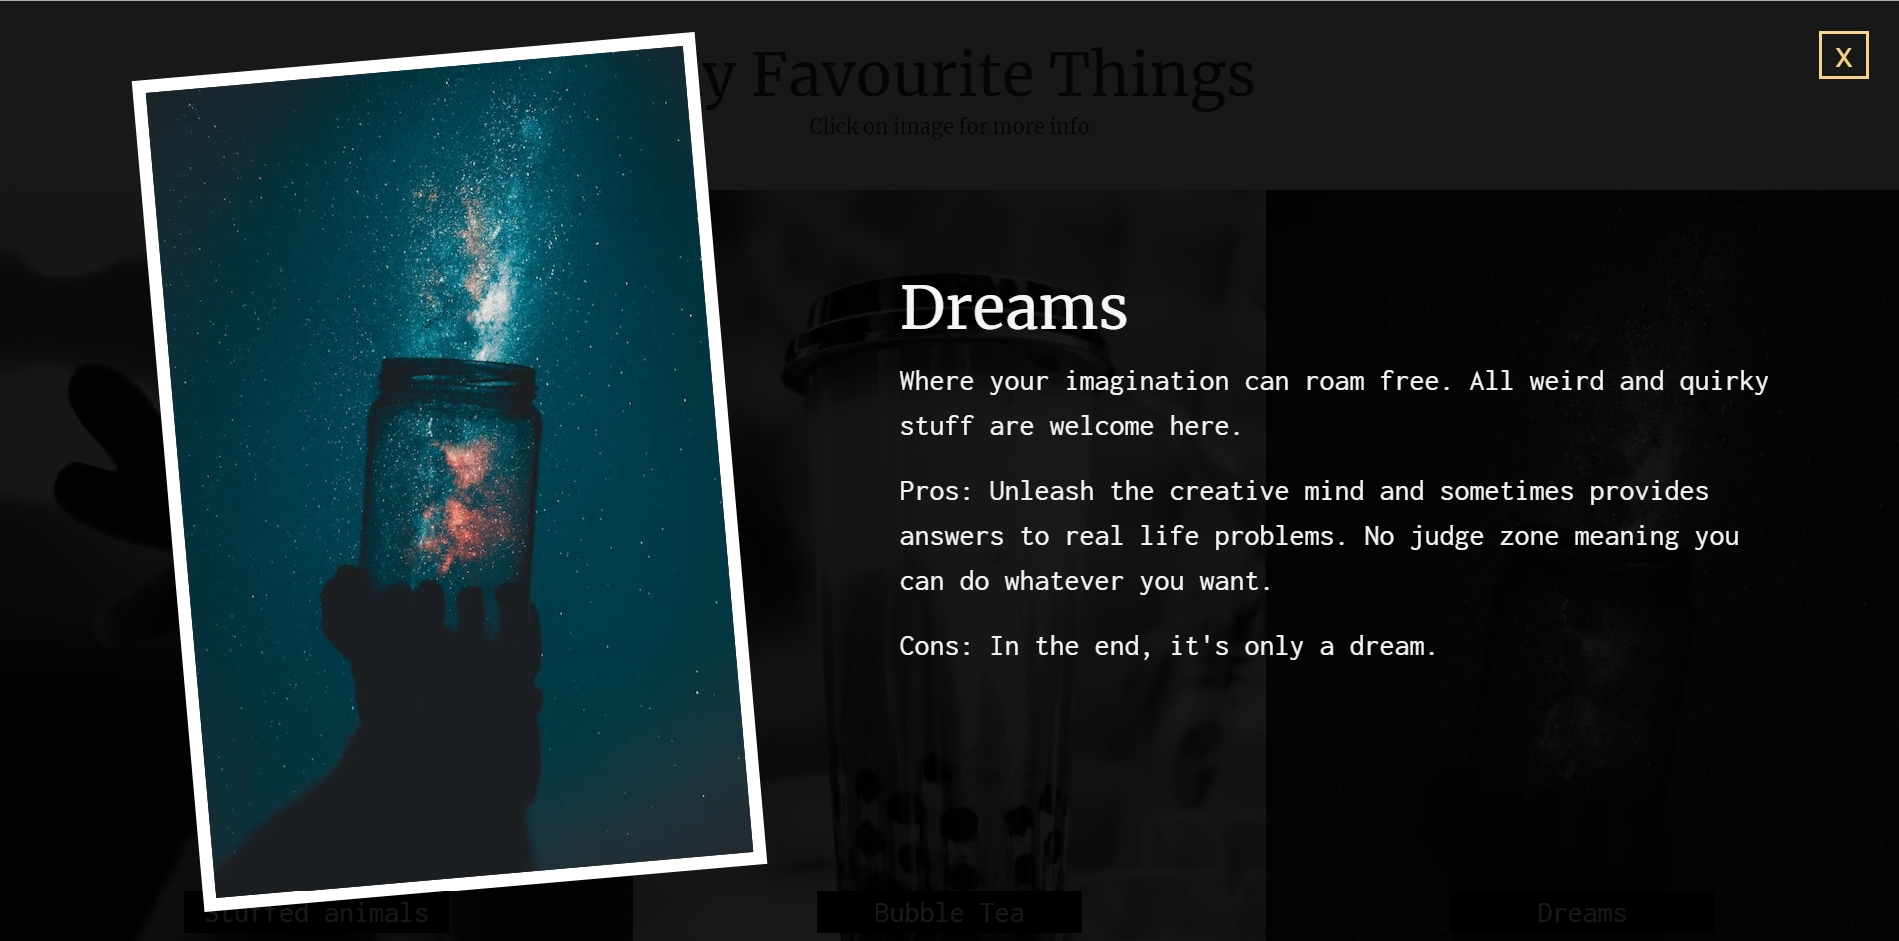 y Favourite Things
X
Click on image for more info
Dreams
Where your imagination can roam free. All weird and quirky
stuff are welcome here.
Pros: Unleash the creative mind and sometimes provides
answers to real life problems. No judge zone meaning you
can do whatever you want.
Cons: In the end, it's only a dream.
Stuffed animals
Bubble Tea
Dreams